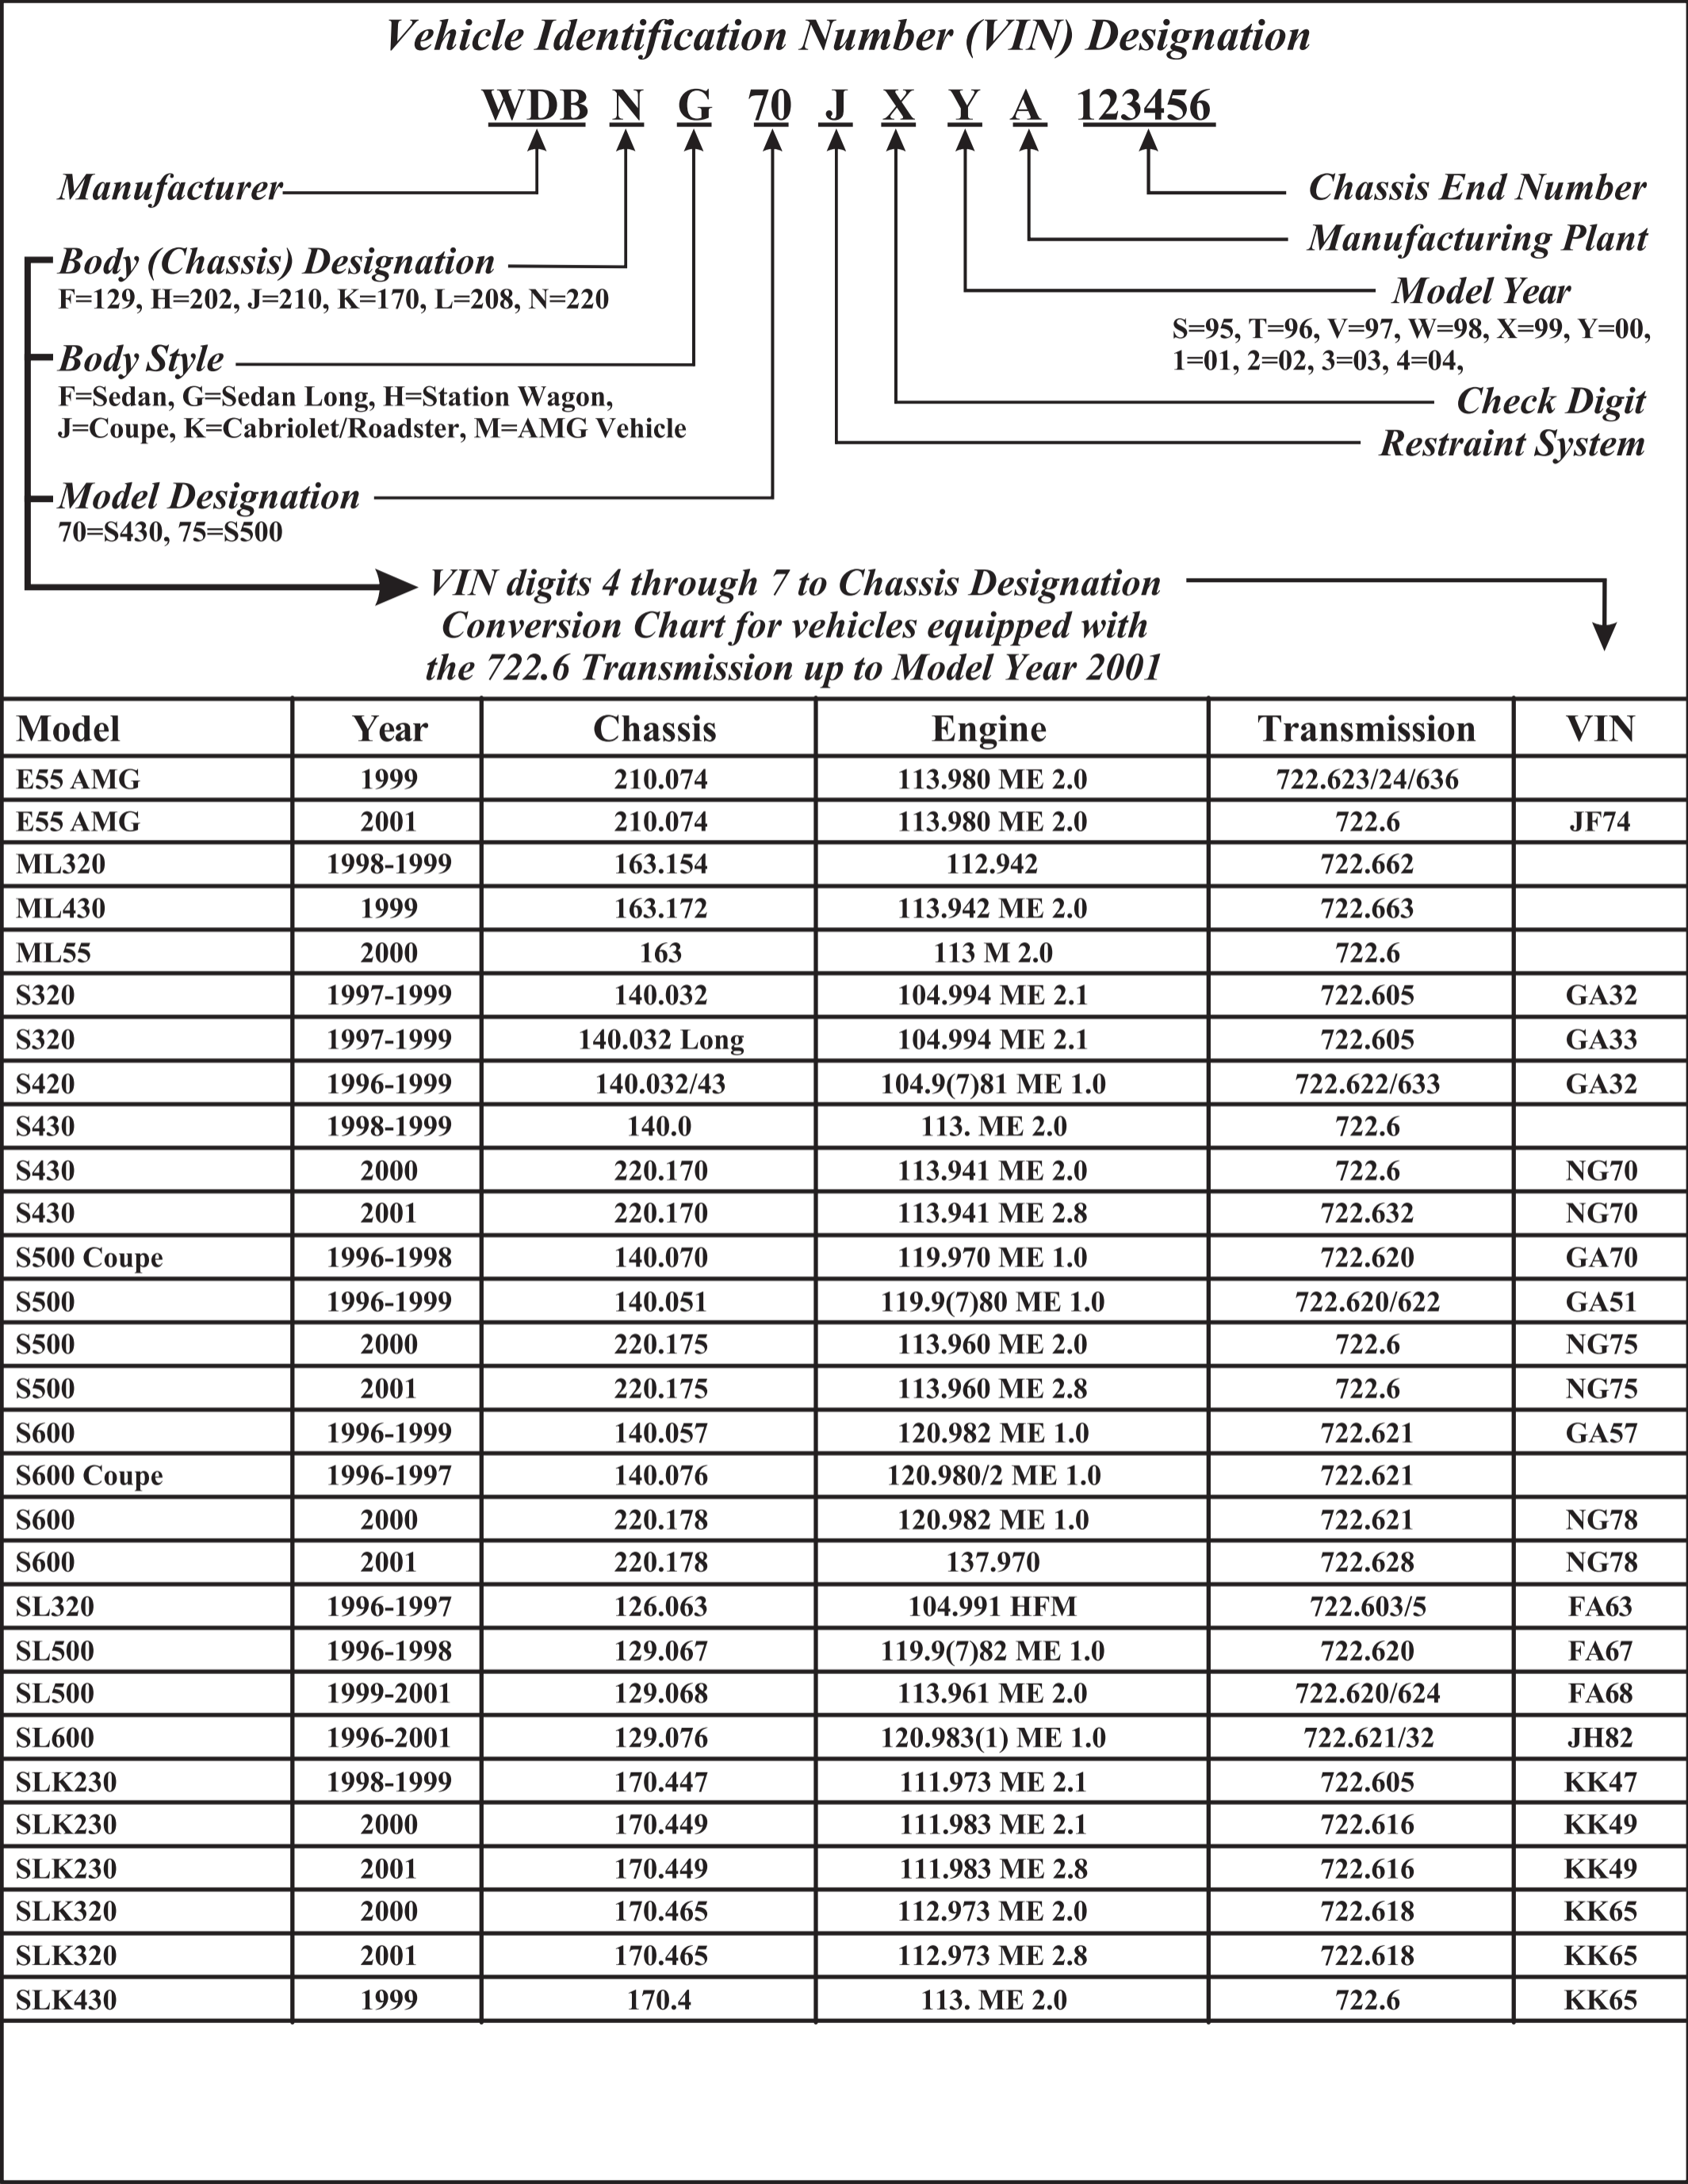 Vehicle Identification Number (VIN) Designation
WDB N G 70 J X Y A 123456
Manufacturer
Chassis End Number
Manufacturing Plant
Body (Chassis) Designation
F=129, H=202, J=210, K=170, L=208, N=220
Model Year
S=95, T=96, V=97, W=98, X=99, Y=00,
1=01, 2=02, 3=03, 4=04,
Body Style
F=Sedan, G=Sedan Long, H=Station Wagon,
J=Coupe, K=Cabriolet/Roadster, M=AMG Vehicle
Check Digit
Restraint System
Model Designation
70=S430, 75=S500
VIN digits 4 through 7 to Chassis Designation
Conversion Chart for vehicles equipped with
the 722.6 Transmission up to Model Year 2001
Model Year Chassis Engine Transmission VIN
E55 AMG 1999 210.074 113.980 ME 2.0 722.623/24/636
E55 AMG 2001 210.074 113.980 ME 2.0 722.6 JF74
ML320 1998-1999 163.154 112.942 722.662
ML430 1999 163.172 113.942 ME 2.0 722.663
ML55 2000 163 113 M 2.0 722.6
S320 1997-1999 140.032 104.994 ME 2.1 722.605 GA32
S320 1997-1999 140.032 Long 104.994 ME 2.1 722.605 GA33
S420 1996-1999 140.032/43 104.9(7)81 ME 1.0 722.622/633 GA32
S430 1998-1999 140.0 113. ME 2.0 722.6
S430 2000 220.170 113.941 ME 2.0 722.6 NG70
S430 2001 220.170 113.941 ME 2.8 722.632 NG70
S500 Coupe 1996-1998 140.070 119.970 ME 1.0 722.620 GA70
S500 1996-1999 140.051 119.9(7)80 ME 1.0 722.620/622 GA51
S500 2000 220.175 113.960 ME 2.0 722.6 NG75
S500 2001 220.175 113.960 ME 2.8 722.6 NG75
S600 1996-1999 140.057 120.982 ME 1.0 722.621 GA57
S600 Coupe 1996-1997 140.076 120.980/2 ME 1.0 722.621
S600 2000 220.178 120.982 ME 1.0 722.621 NG78
S600 2001 220.178 137.970 722.628 NG78
SL320 1996-1997 126.063 104.991 HFM 722.603/5 FA63
SL500 1996-1998 129.067 119.9(7)82 ME 1.0 722.620 FA67
SL500 1999-2001 129.068 113.961 ME 2.0 722.620/624 FA68
SL600 1996-2001 129.076 120.983(1) ME 1.0 722.621/32 JH82
SLK230 1998-1999 170.447 111.973 ME 2.1 722.605 KK47
SLK230 2000 170.449 111.983 ME 2.1 722.616 KK49
SLK230 2001 170.449 111.983 ME 2.8 722.616 KK49
SLK320 2000 170.465 112.973 ME 2.0 722.618 KK65
SLK320 2001 170.465 112.973 ME 2.8 722.618 KK65
SLK430 1999 170.4 113. ME 2.0 722.6 KK65